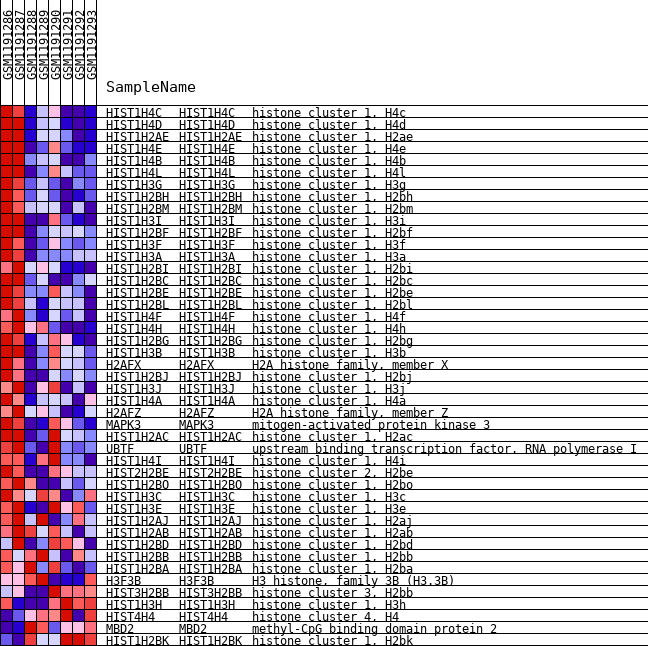 GSM1191286
GSM1191287
GSM1191288
GSM1191289
GSM1191290
GSM1191291
GSM1191292
GSM1191293
SampleName
HIST1H4C HIST1H4C histone cluster 1, H4c
HIST1H4D HIST1H4D histone cluster 1, H4d
HIST1H2AE HIST1H2AE histone cluster 1, H2ae
HIST1H4E HIST1H4E histone cluster 1, H4e
HIST1H4B HIST1H4B histone cluster 1, H4b
HIST1H4L HIST1H4L histone cluster 1, H4l
HIST1H3G HIST1H3G histone cluster 1, H3g
HIST1H2BH HIST1H2BH histone cluster 1, H2bh
HIST1H2BM HIST1H2BM histone cluster 1, H2bm
HIST1H3I HIST1H3I histone cluster 1, H3i
HIST1H2BF HIST1H2BF histone cluster 1, H2bf
HIST1H3F HIST1H3F histone cluster 1, H3f
HIST1H3A HIST1H3A histone cluster 1, H3a
HIST1H2BI HIST1H2BI histone cluster 1, H2bi
HIST1H2BC HIST1H2BC histone cluster 1, H2bc
HIST1H2BE HIST1H2BE histone cluster 1, H2be
HIST1H2BL HIST1H2BL histone cluster 1, H2bl
HIST1H4F HIST1H4F histone cluster 1, H4f
HIST1H4H HIST1H4H histone cluster 1, H4h
HIST1H2BG HIST1H2BG histone cluster 1, H2bg
HIST1H3B HIST1H3B histone cluster 1, H3b
H2AFX H2AFX H2A histone family, member X
HIST1H2BJ HIST1H2BJ histone cluster 1, H2bj
HIST1H3J HIST1H3J histone cluster 1, H3j
HIST1H4A HIST1H4A histone cluster 1, H4a
H2AFZ H2AFZ H2A histone family, member Z
MAPK3 MAPK3 mitogen-activated protein kinase 3
HIST1H2AC HIST1H2AC histone cluster 1, H2ac
UBTF UBTF upstream binding transcription factor, RNA polymerase I
HIST1H4I HIST1H4I histone cluster 1, H4i
HIST2H2BE HIST2H2BE histone cluster 2, H2be
HIST1H2BO HIST1H2BO histone cluster 1, H2bo
HIST1H3C HIST1H3C histone cluster 1, H3c
HIST1H3E HIST1H3E histone cluster 1, H3e
HIST1H2AJ HIST1H2AJ histone cluster 1, H2aj
HIST1H2AB HIST1H2AB histone cluster 1, H2ab
HIST1H2BD HIST1H2BD histone cluster 1, H2bd
HIST1H2BB HIST1H2BB histone cluster 1, H2bb
HIST1H2BA HIST1H2BA histone cluster 1, H2ba
H3F3B H3F3B H3 histone, family 3B (H3.3B)
HIST3H2BB HIST3H2BB histone cluster 3, H2bb
HIST1H3H HIST1H3H histone cluster 1, H3h
HIST4H4 HIST4H4 histone cluster 4, H4
MBD2 MBD2 methyl-CpG binding domain protein 2
HIST1H2BK HIST1H2BK histone cluster 1, H2bk